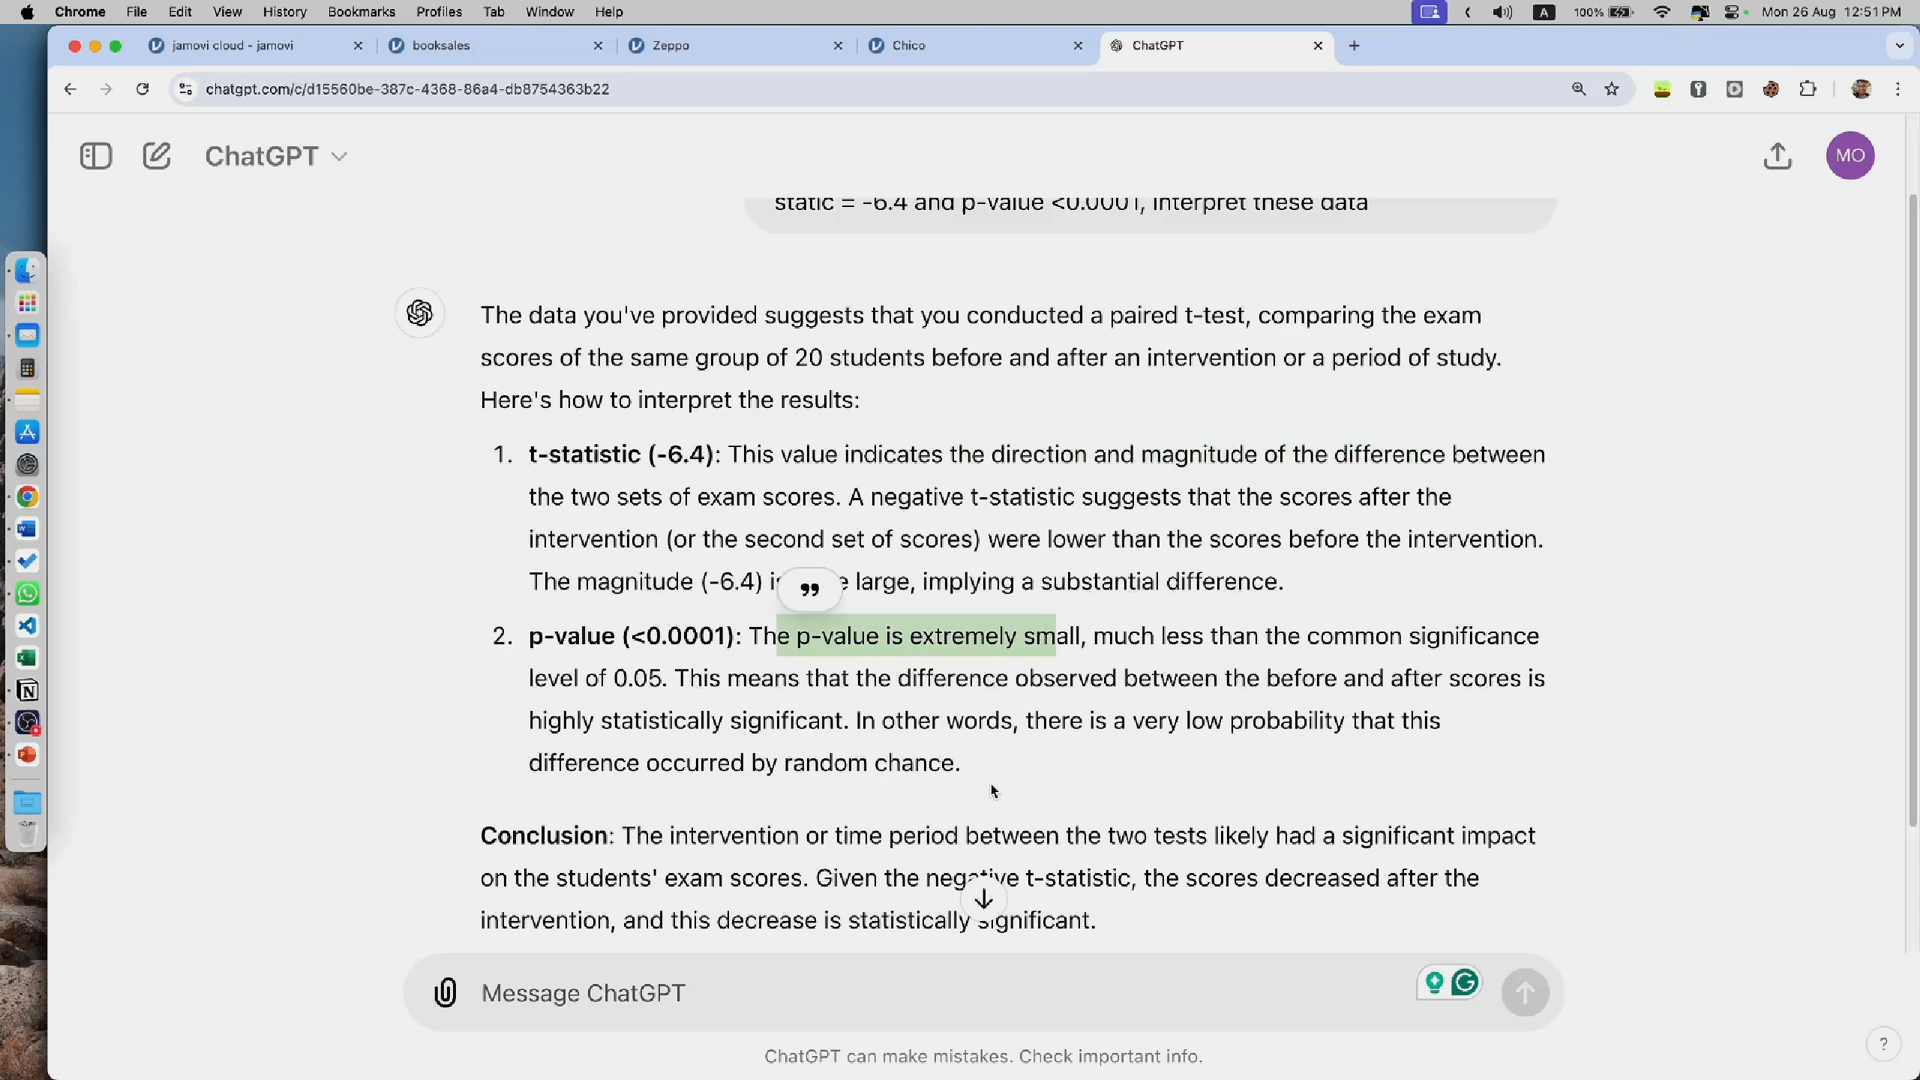 Chrome File Edit View History Bookmarks Profiles Tab Window Help A 100% Mon 26 Aug 12:51PM
jamovi cloud - jamovi booksales Zeppo Chico ChatGPT
chatgpt.com/c/d15560be-387c-4368-86a4-db8754363b22
ChatGPT MO
static = -6.4 and p-value <0.0001, interpret these data
The data you've provided suggests that you conducted a paired t-test, comparing the exam
scores of the same group of 20 students before and after an intervention or a period of study.
Here's how to interpret the results:
1. t-statistic (-6.4): This value indicates the direction and magnitude of the difference between
the two sets of exam scores. A negative t-statistic suggests that the scores after the
intervention (or the second set of scores) were lower than the scores before the intervention.
The magnitude (-6.4) large, implying a substantial difference.
2. p-value (<0.0001): The p-value is extremely small, much less than the common significance
level of 0.05. This means that the difference observed between the before and after scores is
highly statistically significant. In other words, there is a very low probability that this
difference occurred by random chance.
Conclusion: The intervention or time period between the two tests likely had a significant impact
on the students' exam scores. Given the negative t-statistic, the scores decreased after the
intervention, and this decrease is statistically significant.
Message ChatGPT
ChatGPT can make mistakes. Check important info.
?